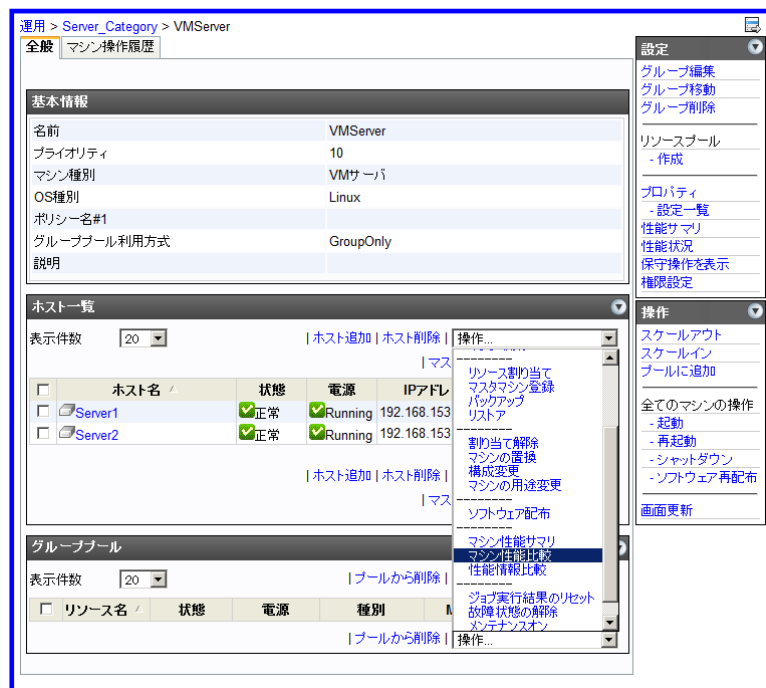 運用 > Server_Category > VMServer
全般 マシン操作履歴
基本情報
名前 VMServer
プライオリティ 10
マシン種別 VMサーバ
OS種別 Linux
ポリシー名#1
グループプール利用方式 GroupOnly
説明
ホスト一覧
表示件数 20 | ホスト追加 | ホスト削除 | 操作...
| マス
ホスト名 状態 電源 IPアドレ
Server1 正常 Running 192.168.153
Server2 正常 Running 192.168.153
| ホスト追加 | ホスト削除 |
| マス
--------
リソース割り当て
マスタマシン登録
バックアップ
リストア
--------
割り当て解除
マシンの置換
構成変更
マシンの用途変更
--------
ソフトウェア配布
--------
マシン性能サマリ
マシン性能比較
性能情報比較
--------
ジョブ実行結果のリセット
故障状態の解除
メンテナンスオン
グループプール
表示件数 20 | プールから削除 |
リソース名 状態 電源 種別 M
| プールから削除 | 操作...
設定
グループ編集
グループ移動
グループ削除
リソースプール
- 作成
プロパティ
- 設定一覧
性能サマリ
性能状況
保守操作を表示
権限設定
操作
スケールアウト
スケールイン
プールに追加
全てのマシンの操作
- 起動
- 再起動
- シャットダウン
- ソフトウェア再配布
画面更新